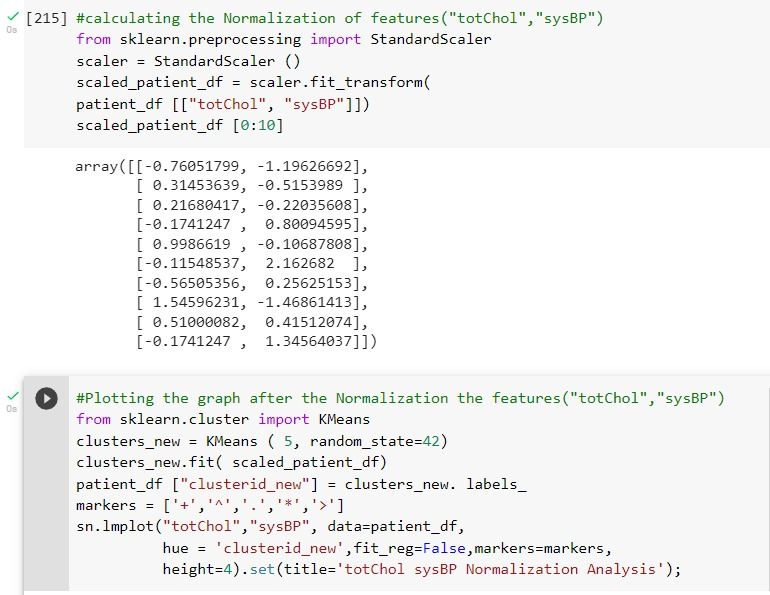 [215] #calculating the Normalization of features("totChol","sysBP")
0s
from sklearn.preprocessing import StandardScaler
scaler = StandardScaler ()
scaled_patient_df = scaler.fit_transform(
patient_df [["totChol", "sysBP"]])
scaled_patient_df [0:10]
array([[-0.76051799, -1.19626692],
[ 0.31453639, -0.5153989 ],
[ 0.21680417, -0.22035608],
[-0.1741247 , 0.80094595],
[ 0.9986619 , -0.10687808],
[-0.11548537, 2.162682 ],
[-0.56505356, 0.25625153],
[ 1.54596231, -1.46861413],
[ 0.51000082, 0.41512074],
[-0.1741247 , 1.34564037]])
0s
#Plotting the graph after the Normalization the features("totChol","sysBP")
from sklearn.cluster import KMeans
clusters_new = KMeans ( 5, random_state=42)
clusters_new.fit( scaled_patient_df)
patient_df ["clusterid_new"] = clusters_new. labels_
markers = ['+','^','.','*','>']
sn.lmplot("totChol","sysBP", data=patient_df,
hue = 'clusterid_new',fit_reg=False,markers=markers,
height=4).set(title='totChol sysBP Normalization Analysis');